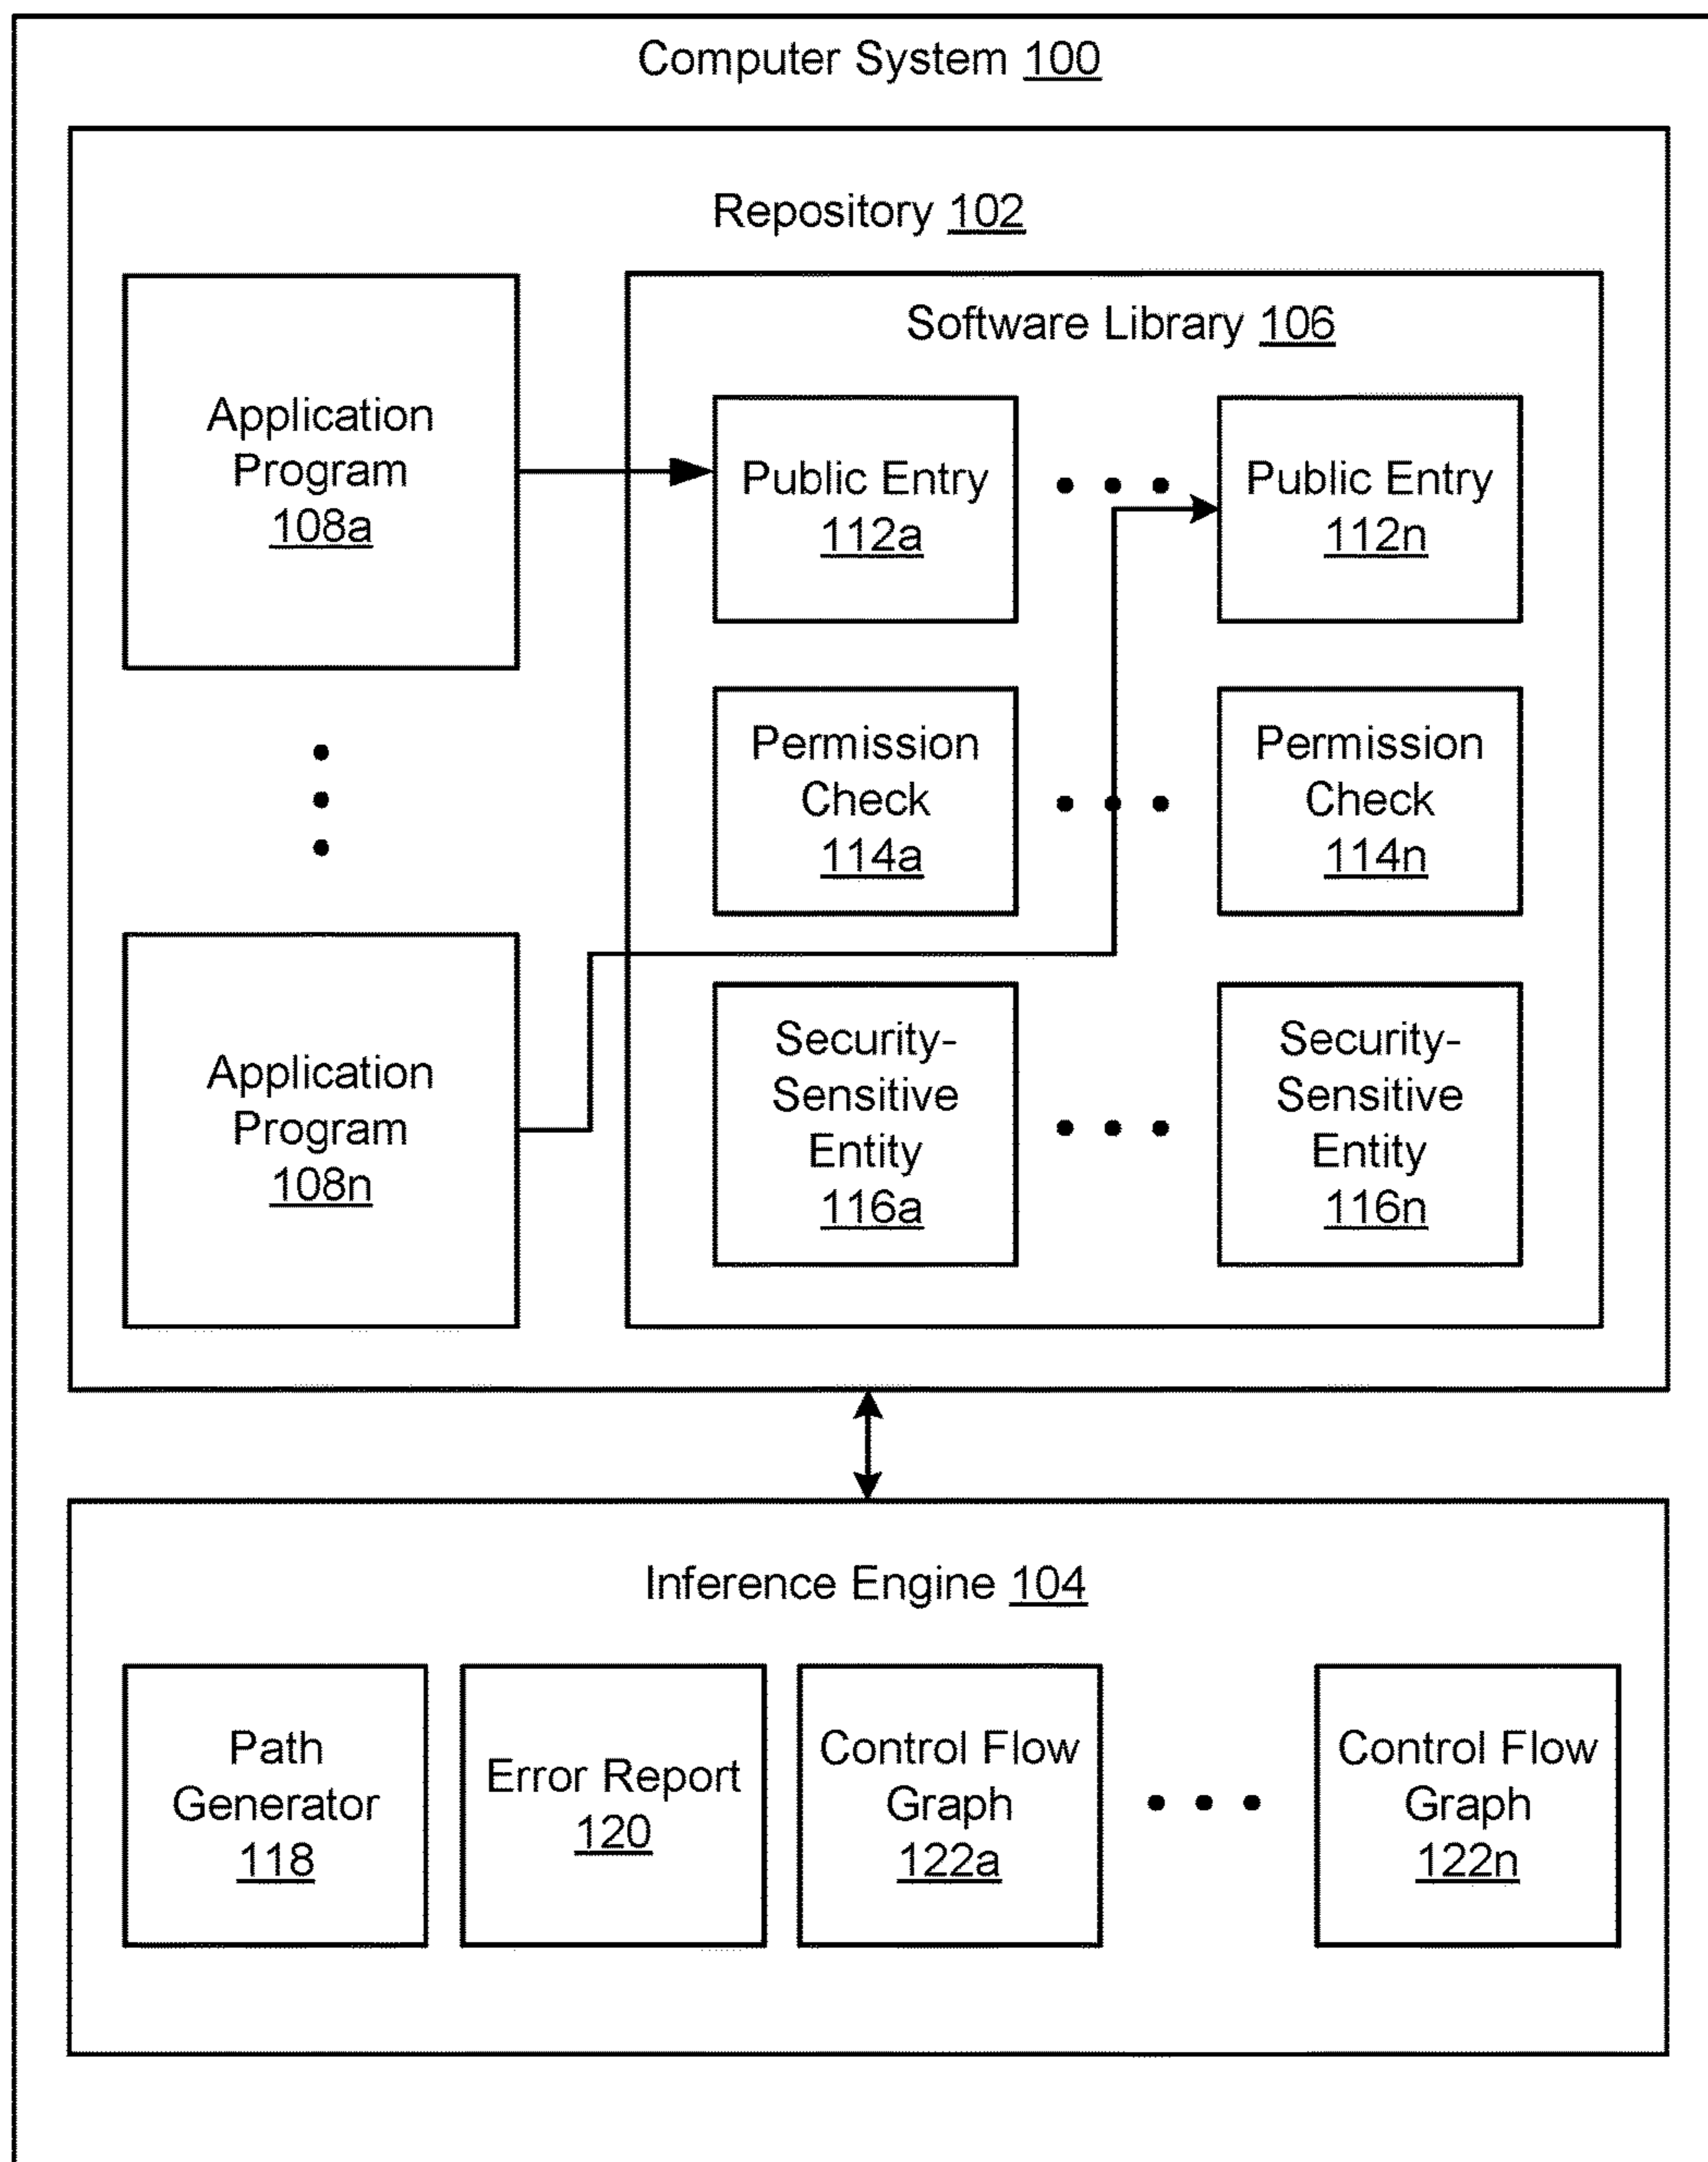 Computer System 100
Repository 102
Application
Program
108a
Software Library 106
Public Entry
112a
Public Entry
112n
Permission
Check
114a
Permission
Check
114n
Application
Program
108n
Security-
Sensitive
Entity
116a
Security-
Sensitive
Entity
116n
Inference Engine 104
Path
Generator
118
Error Report
120
Control Flow
Graph
122a
Control Flow
Graph
122n